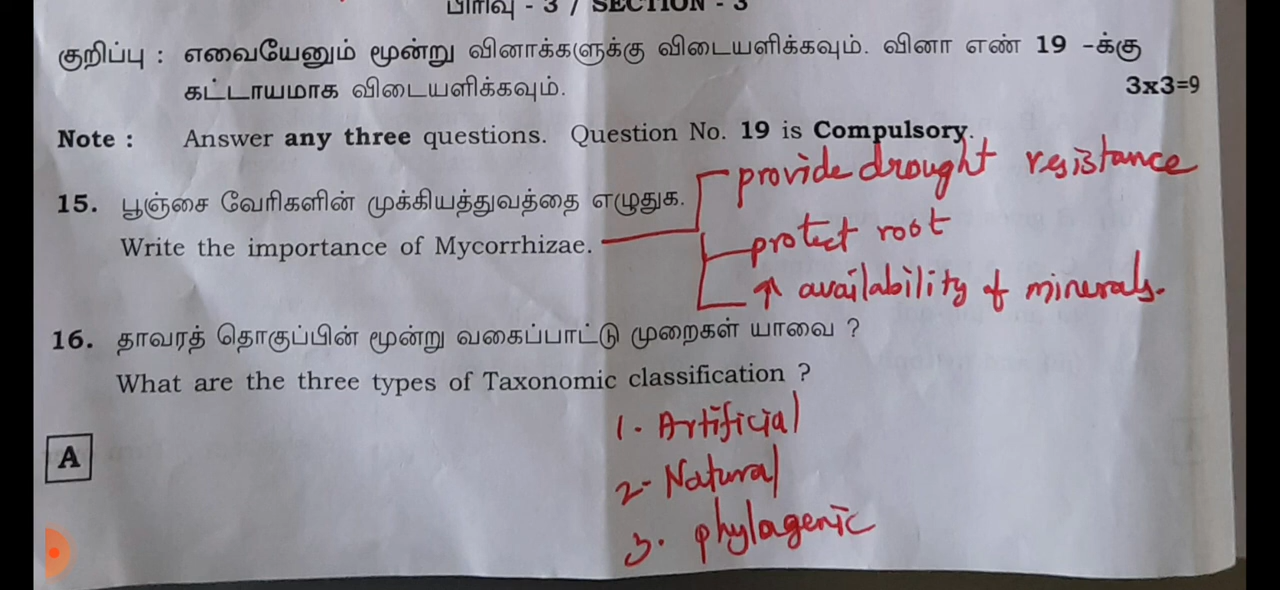 பிரிவு - 3 / SECTION - 3
குறிப்பு : எவையேனும் மூன்று வினாக்களுக்கு விடையளிக்கவும். வினா எண் 19 -க்கு
கட்டாயமாக விடையளிக்கவும். 3x3=9
Note : Answer any three questions. Question No. 19 is Compulsory.
provide drought resistance
15. பூஞ்சை வேரிகளின் முக்கியத்துவத்தை எழுதுக.
protect root
Write the importance of Mycorrhizae.
↑ availability of minerals.
16. தாவரத் தொகுப்பின் மூன்று வகைப்பாட்டு முறைகள் யாவை ?
What are the three types of Taxonomic classification ?
1. Artificial
A
2- Natural
3. phylagenic